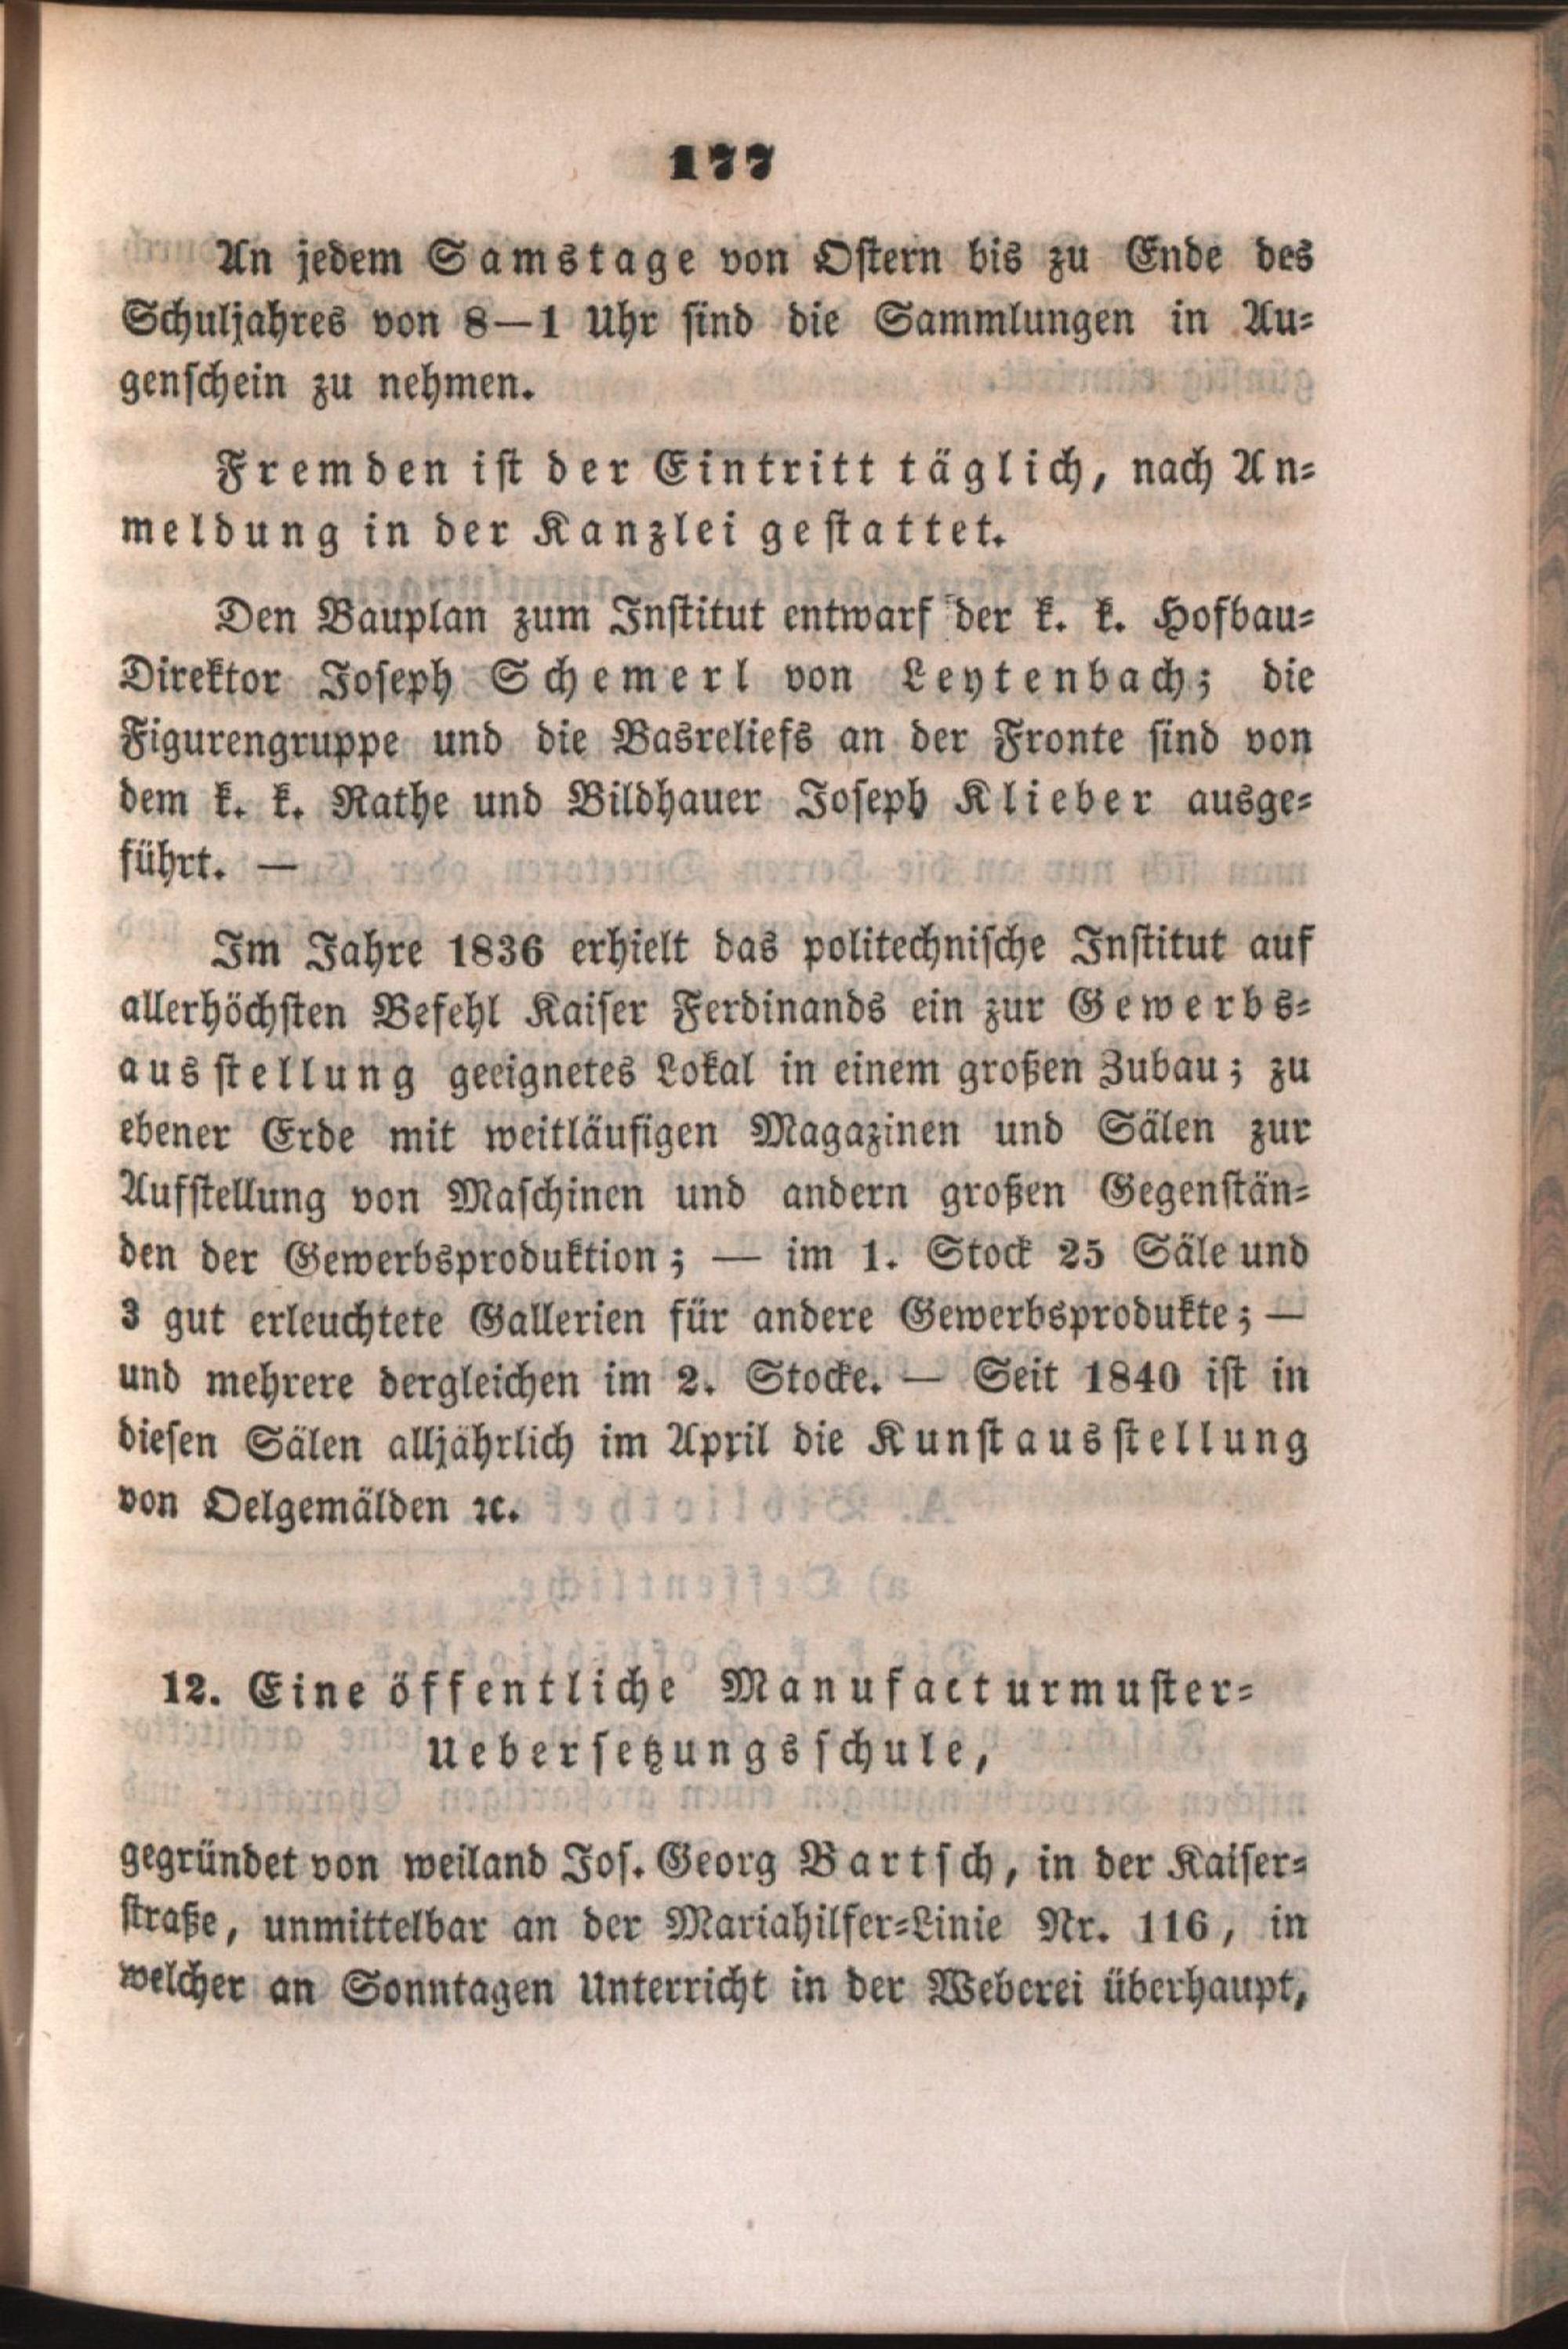 177
An jedem Samstage von Ostern bis zu Ende des
Schuljahres von 8—1 Uhr sind die Sammlungen in Au-
genschein zu nehmen.
Fremden ist der Eintritt täglich, nach An-
meldung in der Kanzlei gestattet.
Den Bauplan zum Institut entwarf der k. k. Hofbau-
Direktor Joseph Schemerl von Leytenbach; die
Figurengruppe und die Basreliefs an der Fronte sind von
dem k. k. Rathe und Bildhauer Joseph Klieber ausge-
führt. —
Im Jahre 1836 erhielt das politechnische Institut auf
allerhöchsten Befehl Kaiser Ferdinands ein zur Gewerbs-
ausstellung geeignetes Lokal in einem großen Zubau; zu
ebener Erde mit weitläufigen Magazinen und Sälen zur
Aufstellung von Maschinen und andern großen Gegenstän-
den der Gewerbsproduktion; — im 1. Stock 25 Säle und
3 gut erleuchtete Gallerien für andere Gewerbsprodukte; —
und mehrere dergleichen im 2. Stocke. — Seit 1840 ist in
diesen Sälen alljährlich im April die Kunstausstellung
von Oelgemälden ꝛc.
12. Eine öffentliche Manufacturmuster-
Uebersetzungsschule,
gegründet von weiland Jos. Georg Bartsch, in der Kaiser-
straße, unmittelbar an der Mariahilfer-Linie Nr. 116, in
welcher an Sonntagen Unterricht in der Weberei überhaupt,